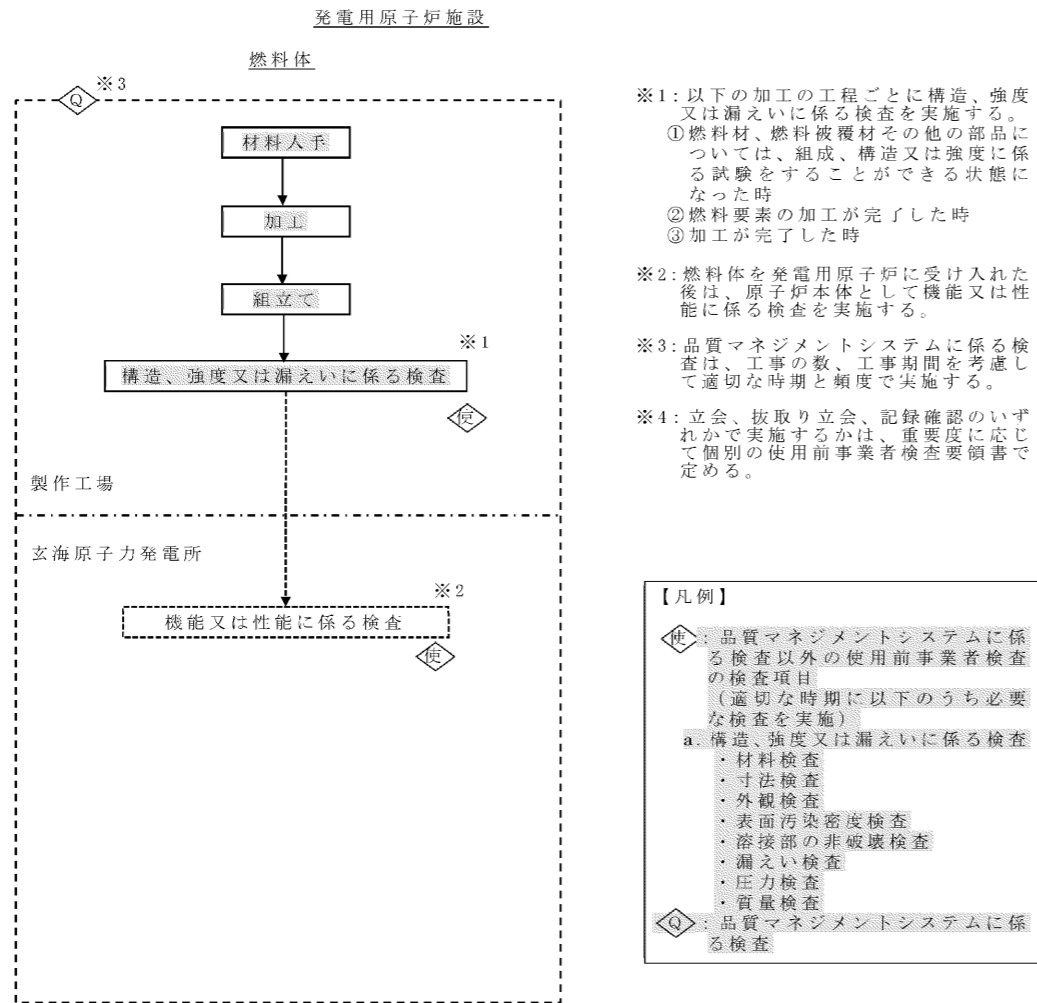 発電用原子炉施設
燃料体
Q
※3
材料入手
加工
組立て
※1
構造、強度又は漏えいに係る検査
使
製作工場
玄海原子力発電所
※2
機能又は性能に係る検査
使
※1:以下の加工の工程ごとに構造、強度
又は漏えいに係る検査を実施する。
①燃料材、燃料被覆材その他の部品に
ついては、組成、構造又は強度に係
る試験をすることができる状態に
なった時
②燃料要素の加工が完了した時
③加工が完了した時
※2:燃料体を発電用原子炉に受け入れた
後は、原子炉本体として機能又は性
能に係る検査を実施する。
※3:品質マネジメントシステムに係る検
査は、工事の数、工事期間を考慮し
て適切な時期と頻度で実施する。
※4:立会、抜取り立会、記録確認のいず
れかで実施するかは、重要度に応じ
て個別の使用前事業者検査要領書で
定める。
【凡例】
使:品質マネジメントシステムに係
る検査以外の使用前事業者検査
の検査項目
(適切な時期に以下のうち必要
な検査を実施)
a.構造、強度又は漏えいに係る検査
・材料検査
・寸法検査
・外観検査
・表面汚染密度検査
・溶接部の非破壊検査
・漏えい検査
・圧力検査
・質量検査
Q:品質マネジメントシステムに係
る検査